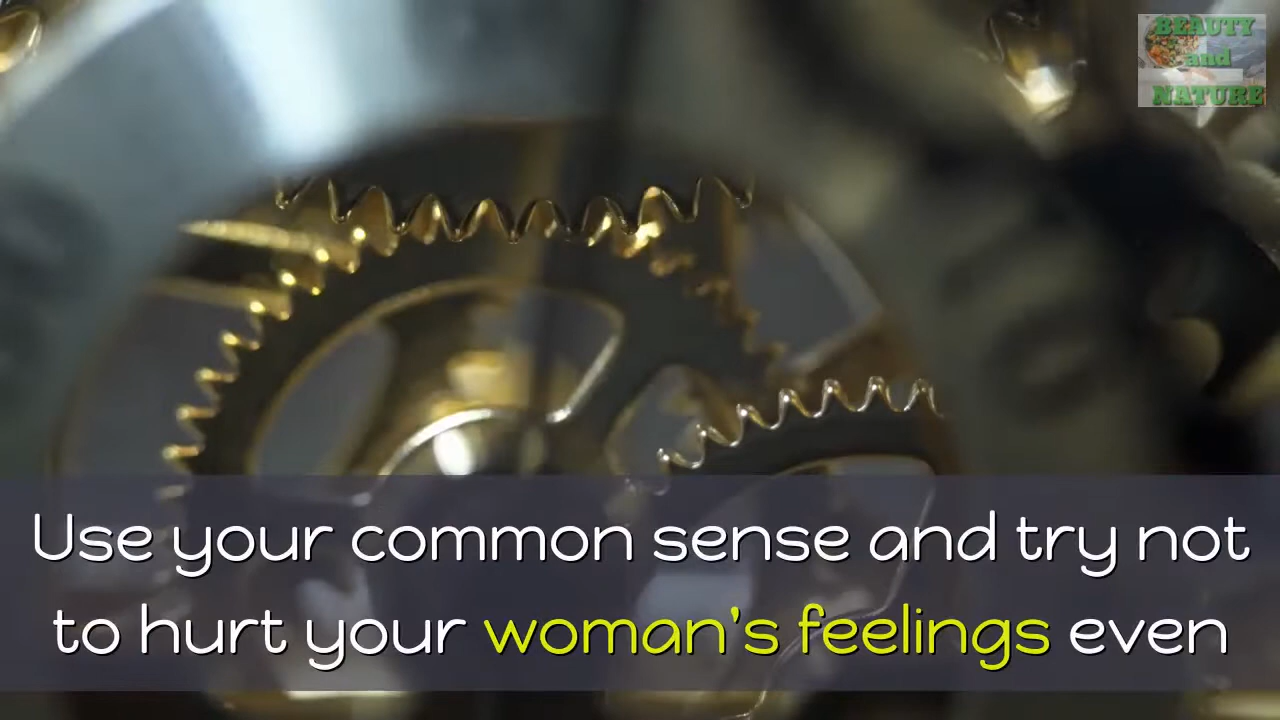 BEAUTY
and
NATURE
Use your common sense and try not
to hurt your woman's feelings even